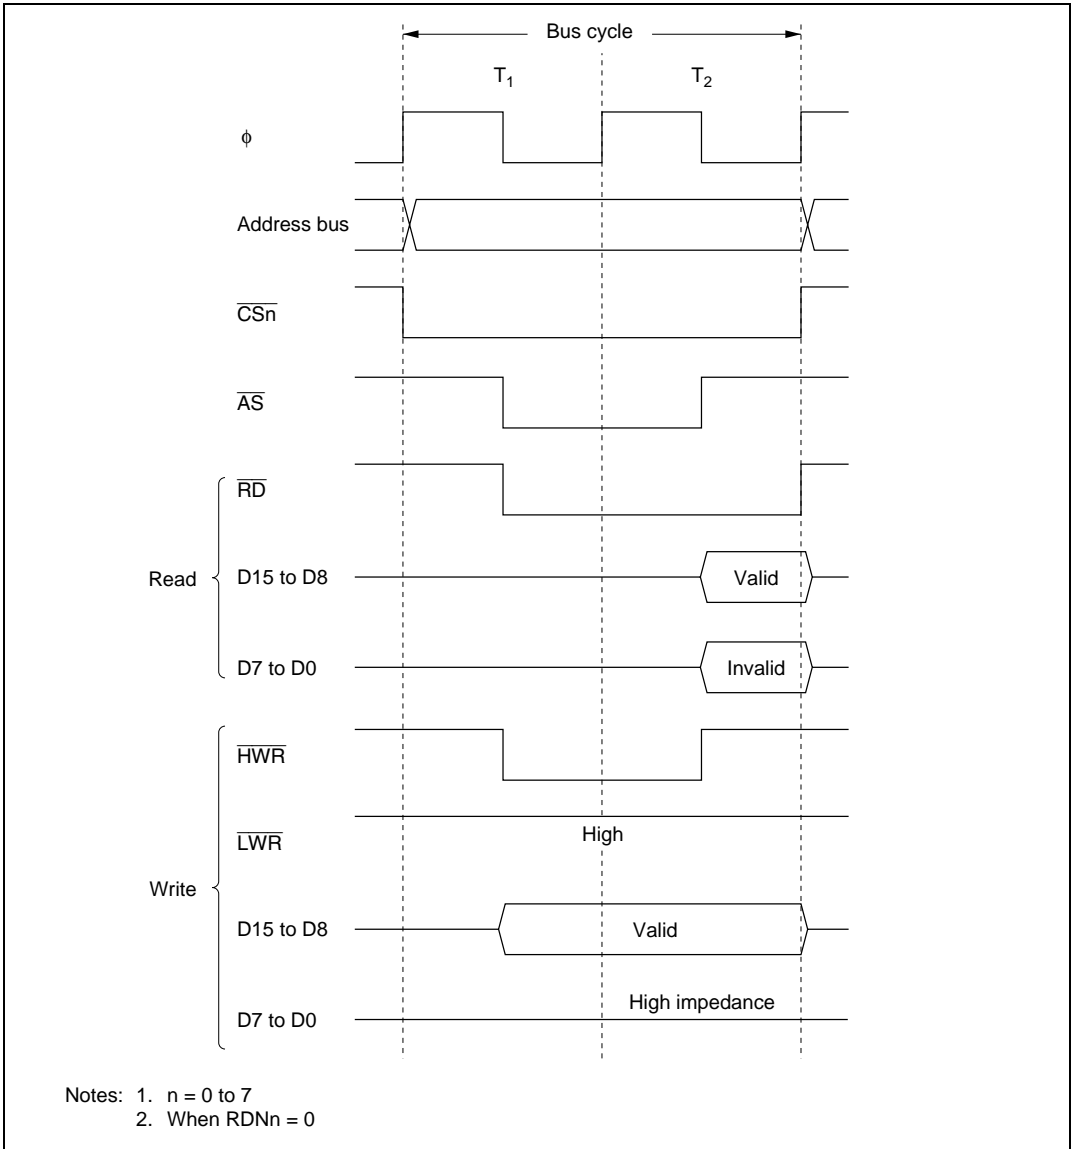 Bus cycle
T1 T2
ϕ
Address bus
CSn
AS
RD
Read
D15 to D8
Valid
D7 to D0
Invalid
HWR
LWR
High
Write
D15 to D8
Valid
D7 to D0
High impedance
Notes: 1. n = 0 to 7
2. When RDNn = 0